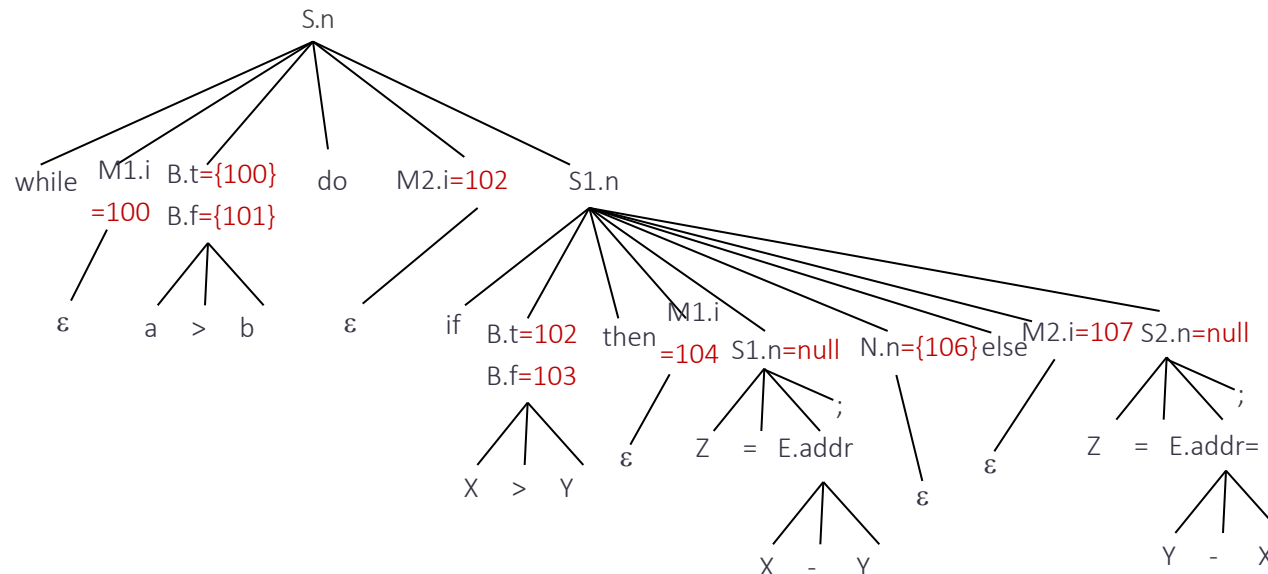 S.n
while M1.i B.t={100} do M2.i=102 S1.n
=100 B.f={101}
ε a > b ε if B.t=102 then M1.i S1.n=null N.n={106} else M2.i=107 S2.n=null
B.f=103 =104
; ;
ε Z = E.addr ε Z = E.addr=
X > Y ε
X - Y Y - X